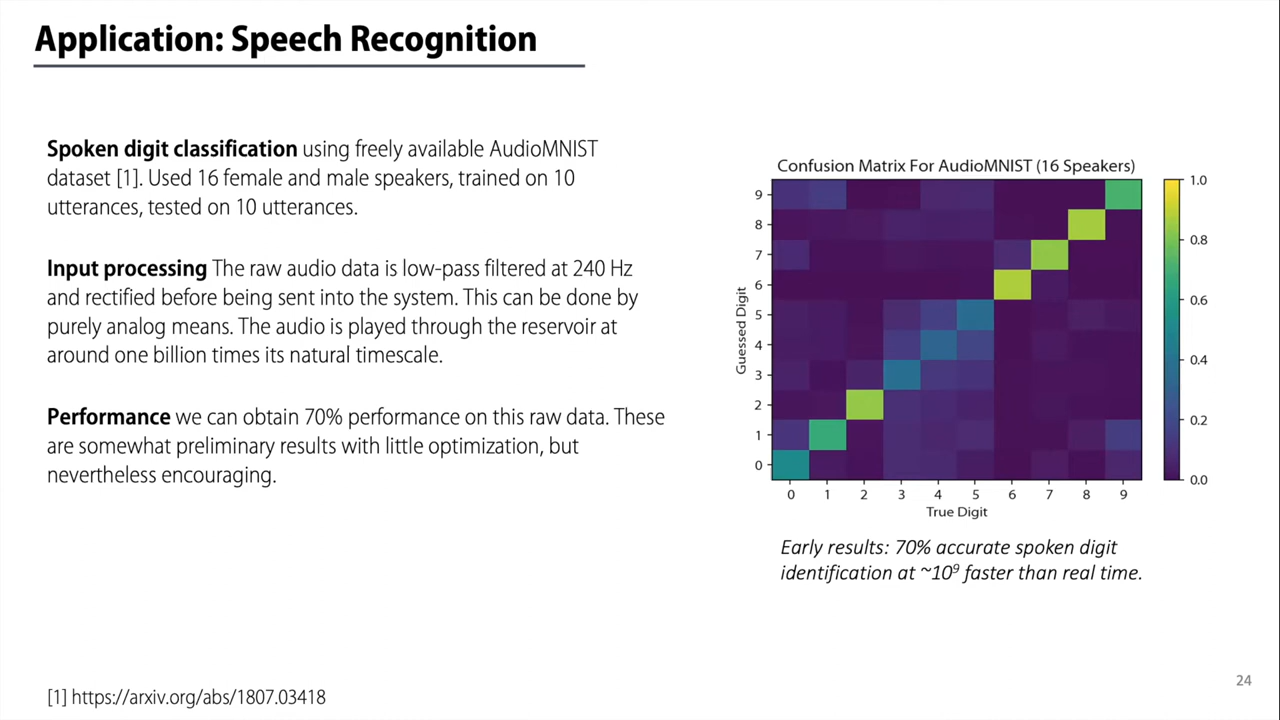 Application: Speech Recognition
Spoken digit classification using freely available AudioMNIST
dataset [1]. Used 16 female and male speakers, trained on 10
utterances, tested on 10 utterances.
Input processing The raw audio data is low-pass filtered at 240 Hz
and rectified before being sent into the system. This can be done by
purely analog means. The audio is played through the reservoir at
around one billion times its natural timescale.
Performance we can obtain 70% performance on this raw data. These
are somewhat preliminary results with little optimization, but
nevertheless encouraging.
Confusion Matrix For AudioMNIST (16 Speakers)
Guessed Digit
9
8
7
6
5
4
3
2
1
0
0 1 2 3 4 5 6 7 8 9
True Digit
1.0
0.8
0.6
0.4
0.2
0.0
Early results: 70% accurate spoken digit
identification at ~10⁹ faster than real time.
[1] https://arxiv.org/abs/1807.03418
24